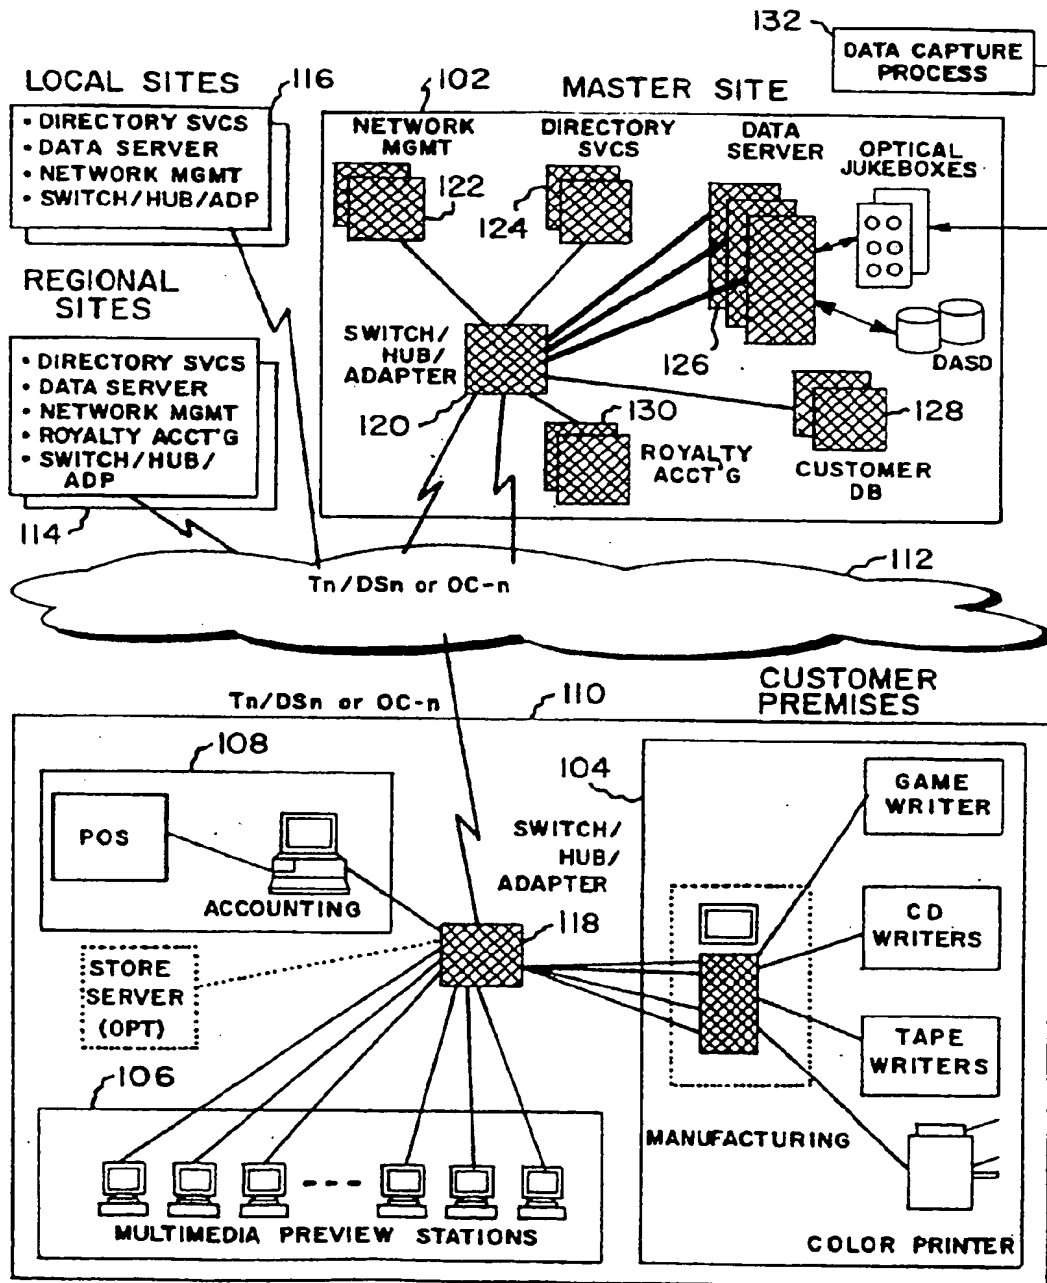 132
DATA CAPTURE
PROCESS
LOCAL SITES
116
• DIRECTORY SVCS
• DATA SERVER
• NETWORK MGMT
• SWITCH/HUB/ADP
102
MASTER SITE
NETWORK
MGMT
122
DIRECTORY
SVCS
124
DATA
SERVER
126
OPTICAL
JUKEBOXES
DASD
REGIONAL
SITES
• DIRECTORY SVCS
• DATA SERVER
• NETWORK MGMT
• ROYALTY ACCT'G
• SWITCH/HUB/
ADP
114
SWITCH/
HUB/
ADAPTER
120
130
ROYALTY
ACCT'G
128
CUSTOMER
DB
112
Tn/DSn or OC-n
Tn/DSn or OC-n
110
CUSTOMER
PREMISES
108
POS
ACCOUNTING
SWITCH/
HUB/
ADAPTER
118
STORE
SERVER
(OPT)
106
MULTIMEDIA PREVIEW STATIONS
104
GAME
WRITER
CD
WRITERS
TAPE
WRITERS
MANUFACTURING
COLOR PRINTER